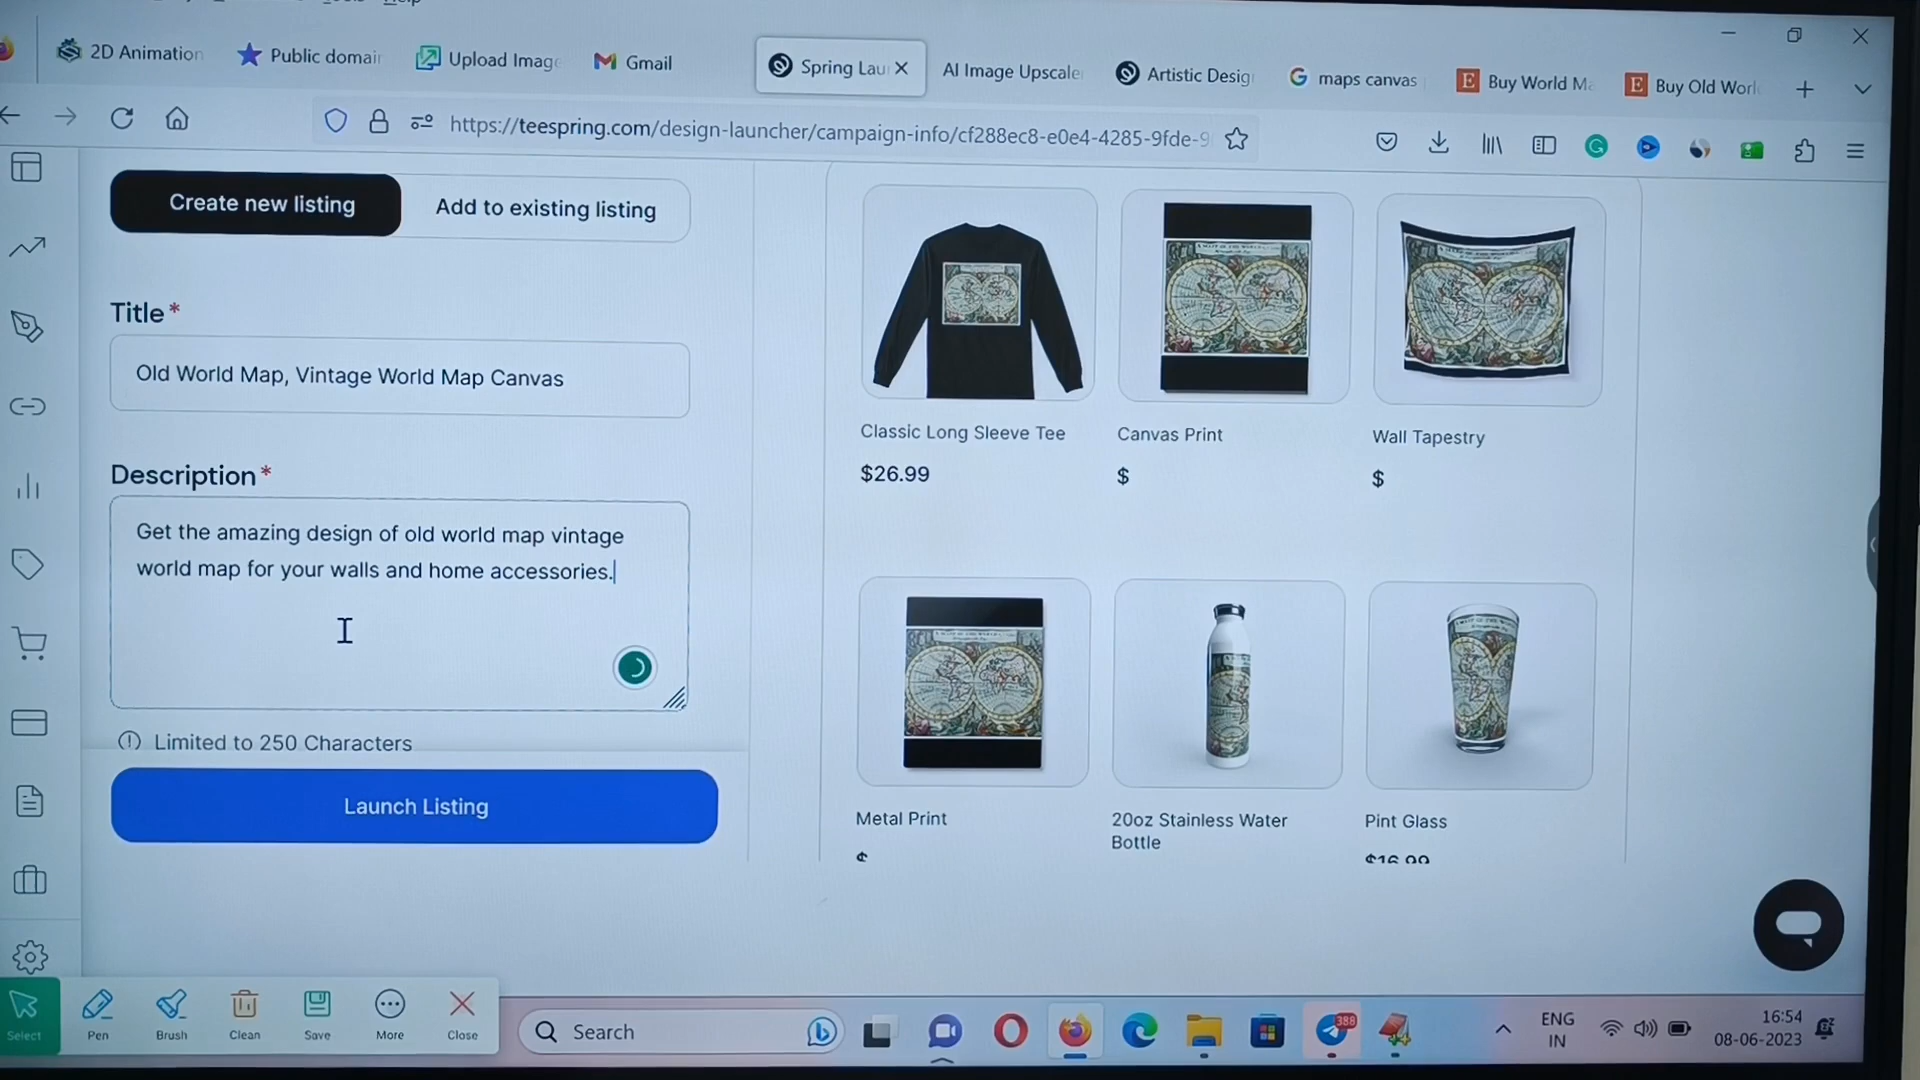 2D Animation
Public domain
Upload Image
Gmail
Spring Lau
AI Image Upscale
Artistic Desig
maps canvas
Buy World Ma
Buy Old Worl
https://teespring.com/design-launcher/campaign-info/cf288ec8-e0e4-4285-9fde-9
Create new listing
Add to existing listing
Title*
Old World Map, Vintage World Map Canvas
Description*
Get the amazing design of old world map vintage
world map for your walls and home accessories.
Limited to 250 Characters
Launch Listing
Classic Long Sleeve Tee
$26.99
Canvas Print
$
Wall Tapestry
$
Metal Print
$
20oz Stainless Water
Bottle
Pint Glass
$16.99
Select
Pen
Brush
Clean
Save
More
Close
Search
388
ENG
IN
16:54
08-06-2023